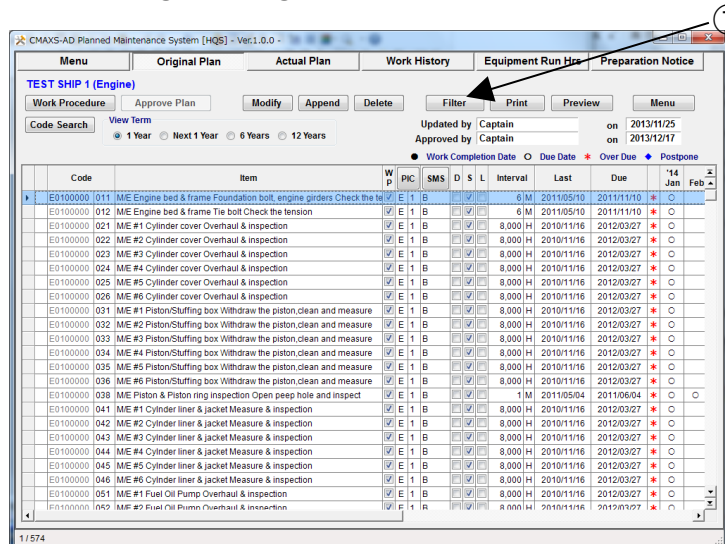 CMAXS-AD Planned Maintenance System [HQS] - Ver.1.0.0 -
Menu Original Plan Actual Plan Work History Equipment Run Hrs Preparation Notice
TEST SHIP 1 (Engine)
Work Procedure Approve Plan Modify Append Delete Filter Print Preview Menu
Code Search View Term 1 Year Next 1 Year 6 Years 12 Years
Updated by Captain on 2013/11/25
Approved by Captain on 2013/12/17
● Work Completion Date O Due Date * Over Due ◆ Postpone
Code Item W P PIC SMS D S L Interval Last Due '14 Jan Feb
E0100000 011 M/E Engine bed & frame Foundation bolt, engine girders Check the te E 1 B 6 M 2011/05/10 2011/11/10 * O
E0100000 012 M/E Engine bed & frame Tie bolt Check the tension E 1 B 6 M 2011/05/10 2011/11/10 * O
E0100000 021 M/E #1 Cylinder cover Overhaul & inspection E 1 B 8,000 H 2010/11/16 2012/03/27 * O
E0100000 022 M/E #2 Cylinder cover Overhaul & inspection E 1 B 8,000 H 2010/11/16 2012/03/27 * O
E0100000 023 M/E #3 Cylinder cover Overhaul & inspection E 1 B 8,000 H 2010/11/16 2012/03/27 * O
E0100000 024 M/E #4 Cylinder cover Overhaul & inspection E 1 B 8,000 H 2010/11/16 2012/03/27 * O
E0100000 025 M/E #5 Cylinder cover Overhaul & inspection E 1 B 8,000 H 2010/11/16 2012/03/27 * O
E0100000 026 M/E #6 Cylinder cover Overhaul & inspection E 1 B 8,000 H 2010/11/16 2012/03/27 * O
E0100000 031 M/E #1 Piston/Stuffing box Withdraw the piston,clean and measure E 1 B 8,000 H 2010/11/16 2012/03/27 * O
E0100000 032 M/E #2 Piston/Stuffing box Withdraw the piston,clean and measure E 1 B 8,000 H 2010/11/16 2012/03/27 * O
E0100000 033 M/E #3 Piston/Stuffing box Withdraw the piston,clean and measure E 1 B 8,000 H 2010/11/16 2012/03/27 * O
E0100000 034 M/E #4 Piston/Stuffing box Withdraw the piston,clean and measure E 1 B 8,000 H 2010/11/16 2012/03/27 * O
E0100000 035 M/E #5 Piston/Stuffing box Withdraw the piston,clean and measure E 1 B 8,000 H 2010/11/16 2012/03/27 * O
E0100000 036 M/E #6 Piston/Stuffing box Withdraw the piston,clean and measure E 1 B 8,000 H 2010/11/16 2012/03/27 * O
E0100000 038 M/E Piston & Piston ring inspection Open peep hole and inspect E 1 B 1 M 2011/05/04 2011/06/04 * O O
E0100000 041 M/E #1 Cylnder liner & jacket Measure & inspection E 1 B 8,000 H 2010/11/16 2012/03/27 * O
E0100000 042 M/E #2 Cylnder liner & jacket Measure & inspection E 1 B 8,000 H 2010/11/16 2012/03/27 * O
E0100000 043 M/E #3 Cylnder liner & jacket Measure & inspection E 1 B 8,000 H 2010/11/16 2012/03/27 * O
E0100000 044 M/E #4 Cylnder liner & jacket Measure & inspection E 1 B 8,000 H 2010/11/16 2012/03/27 * O
E0100000 045 M/E #5 Cylnder liner & jacket Measure & inspection E 1 B 8,000 H 2010/11/16 2012/03/27 * O
E0100000 046 M/E #6 Cylnder liner & jacket Measure & inspection E 1 B 8,000 H 2010/11/16 2012/03/27 * O
E0100000 051 M/E #1 Fuel Oil Pump Overhaul & inspection E 1 B 8,000 H 2010/11/16 2012/03/27 * O
E0100000 052 M/E #2 Fuel Oil Pump Overhaul & inspection E 1 B 8,000 H 2010/11/16 2012/03/27 * O
1 / 574